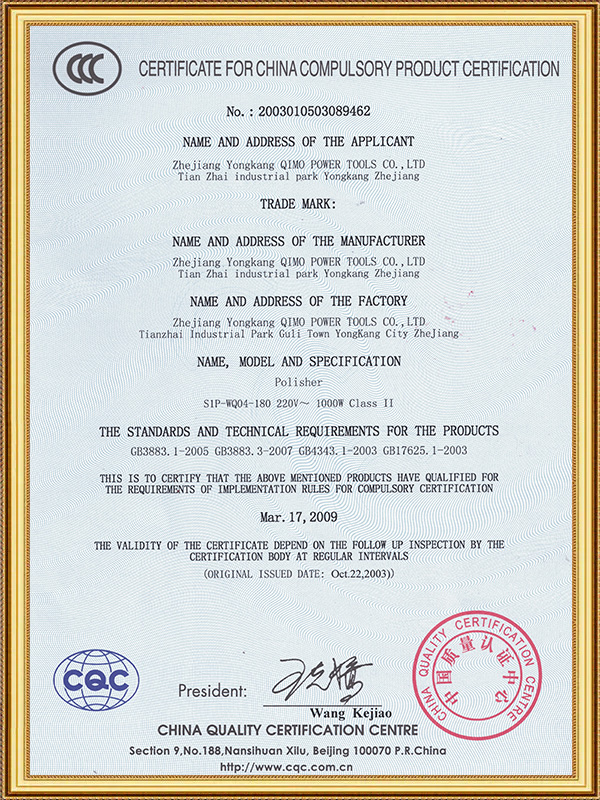 CCC
CERTIFICATE FOR CHINA COMPULSORY PRODUCT CERTIFICATION
No.: 2003010503089462
NAME AND ADDRESS OF THE APPLICANT
Zhejiang Yongkang QIMO POWER TOOLS CO.,LTD
Tian Zhai industrial park Yongkang Zhejiang
TRADE MARK:
NAME AND ADDRESS OF THE MANUFACTURER
Zhejiang Yongkang QIMO POWER TOOLS CO.,LTD
Tian Zhai industrial park Yongkang Zhejiang
NAME AND ADDRESS OF THE FACTORY
Zhejiang Yongkang QIMO POWER TOOLS CO.,LTD
Tianzhai Industrial Park Guli Town YongKang City ZheJiang
NAME, MODEL AND SPECIFICATION
Polisher
S1P-WQ04-180 220V～ 1000W Class II
THE STANDARDS AND TECHNICAL REQUIREMENTS FOR THE PRODUCTS
GB3883.1-2005 GB3883.3-2007 GB4343.1-2003 GB17625.1-2003
THIS IS TO CERTIFY THAT THE ABOVE MENTIONED PRODUCTS HAVE QUALIFIED FOR
THE REQUIREMENTS OF IMPLEMENTATION RULES FOR COMPULSORY CERTIFICATION
Mar.17,2009
THE VALIDITY OF THE CERTIFICATE DEPEND ON THE FOLLOW UP INSPECTION BY THE
CERTIFICATION BODY AT REGULAR INTERVALS
(ORIGINAL ISSUED DATE: Oct.22,2003))
CHINA QUALITY CERTIFICATION CENTRE
中国质量认证中心
CQC
President:
Wang Kejiao
CHINA QUALITY CERTIFICATION CENTRE
Section 9,No.188,Nansihuan Xilu, Beijing 100070 P.R.China
http://www.cqc.com.cn